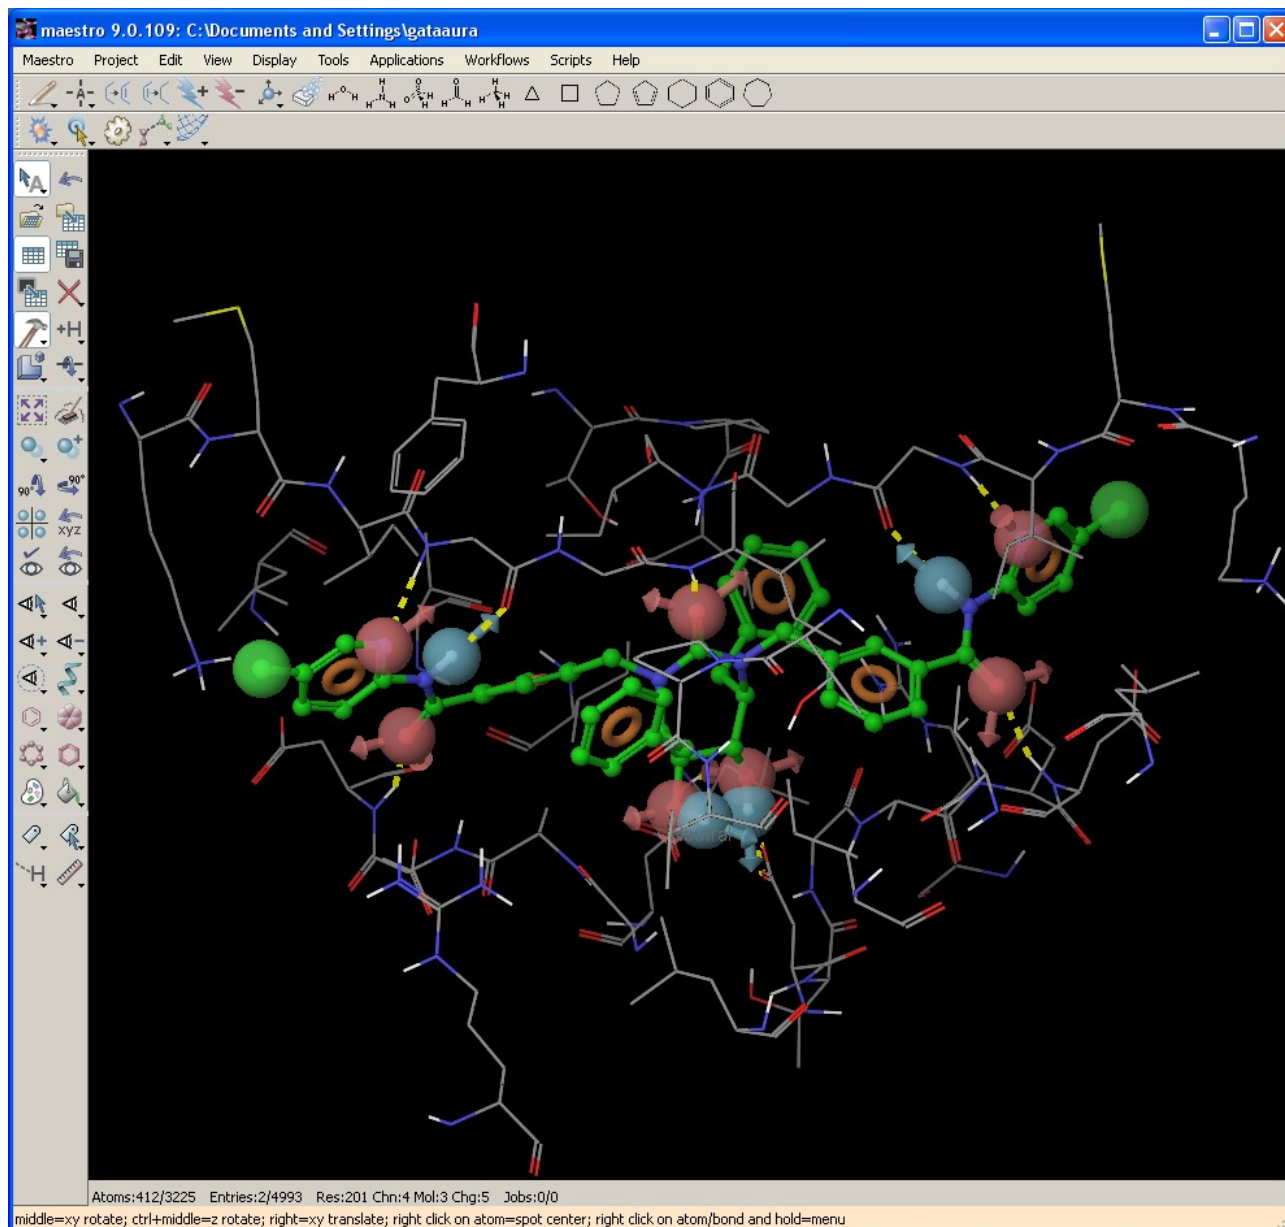 maestro 9.0.109: C:\Documents and Settings\gataaura
Maestro Project Edit View Display Tools Applications Workflows Scripts Help
+H
90° 90°
xyz
H
Atoms:412/3225 Entries:2/4993 Res:201 Chn:4 Mol:3 Chg:5 Jobs:0/0
middle=xy rotate; ctrl+middle=z rotate; right=xy translate; right click on atom=spot center; right click on atom/bond and hold=menu